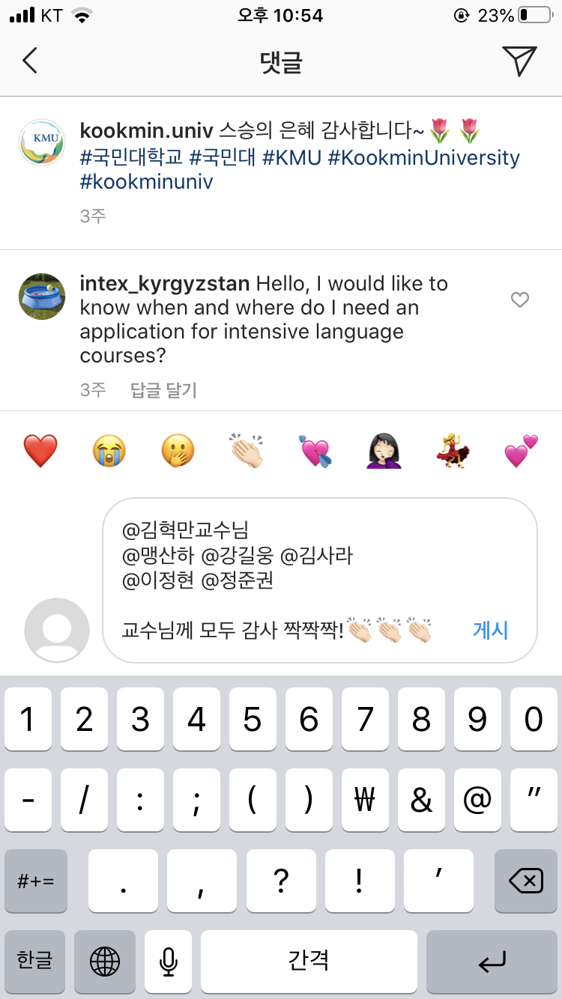 KT 오후 10:54 23%
댓글
KMU
kookmin.univ 스승의 은혜 감사합니다~🌷🌷
#국민대학교 #국민대 #KMU #KookminUniversity
#kookminuniv
3주
intex_kyrgyzstan Hello, I would like to
know when and where do I need an
application for intensive language
courses?
3주 답글 달기
@김혁만교수님
@맹산하 @강길웅 @김사라
@이정현 @정준권
교수님께 모두 감사 짝짝짝!👏🏻👏🏻👏🏻 게시
1 2 3 4 5 6 7 8 9 0
- / : ; ( ) ₩ & @ "
#+= . , ? ! '
한글 간격